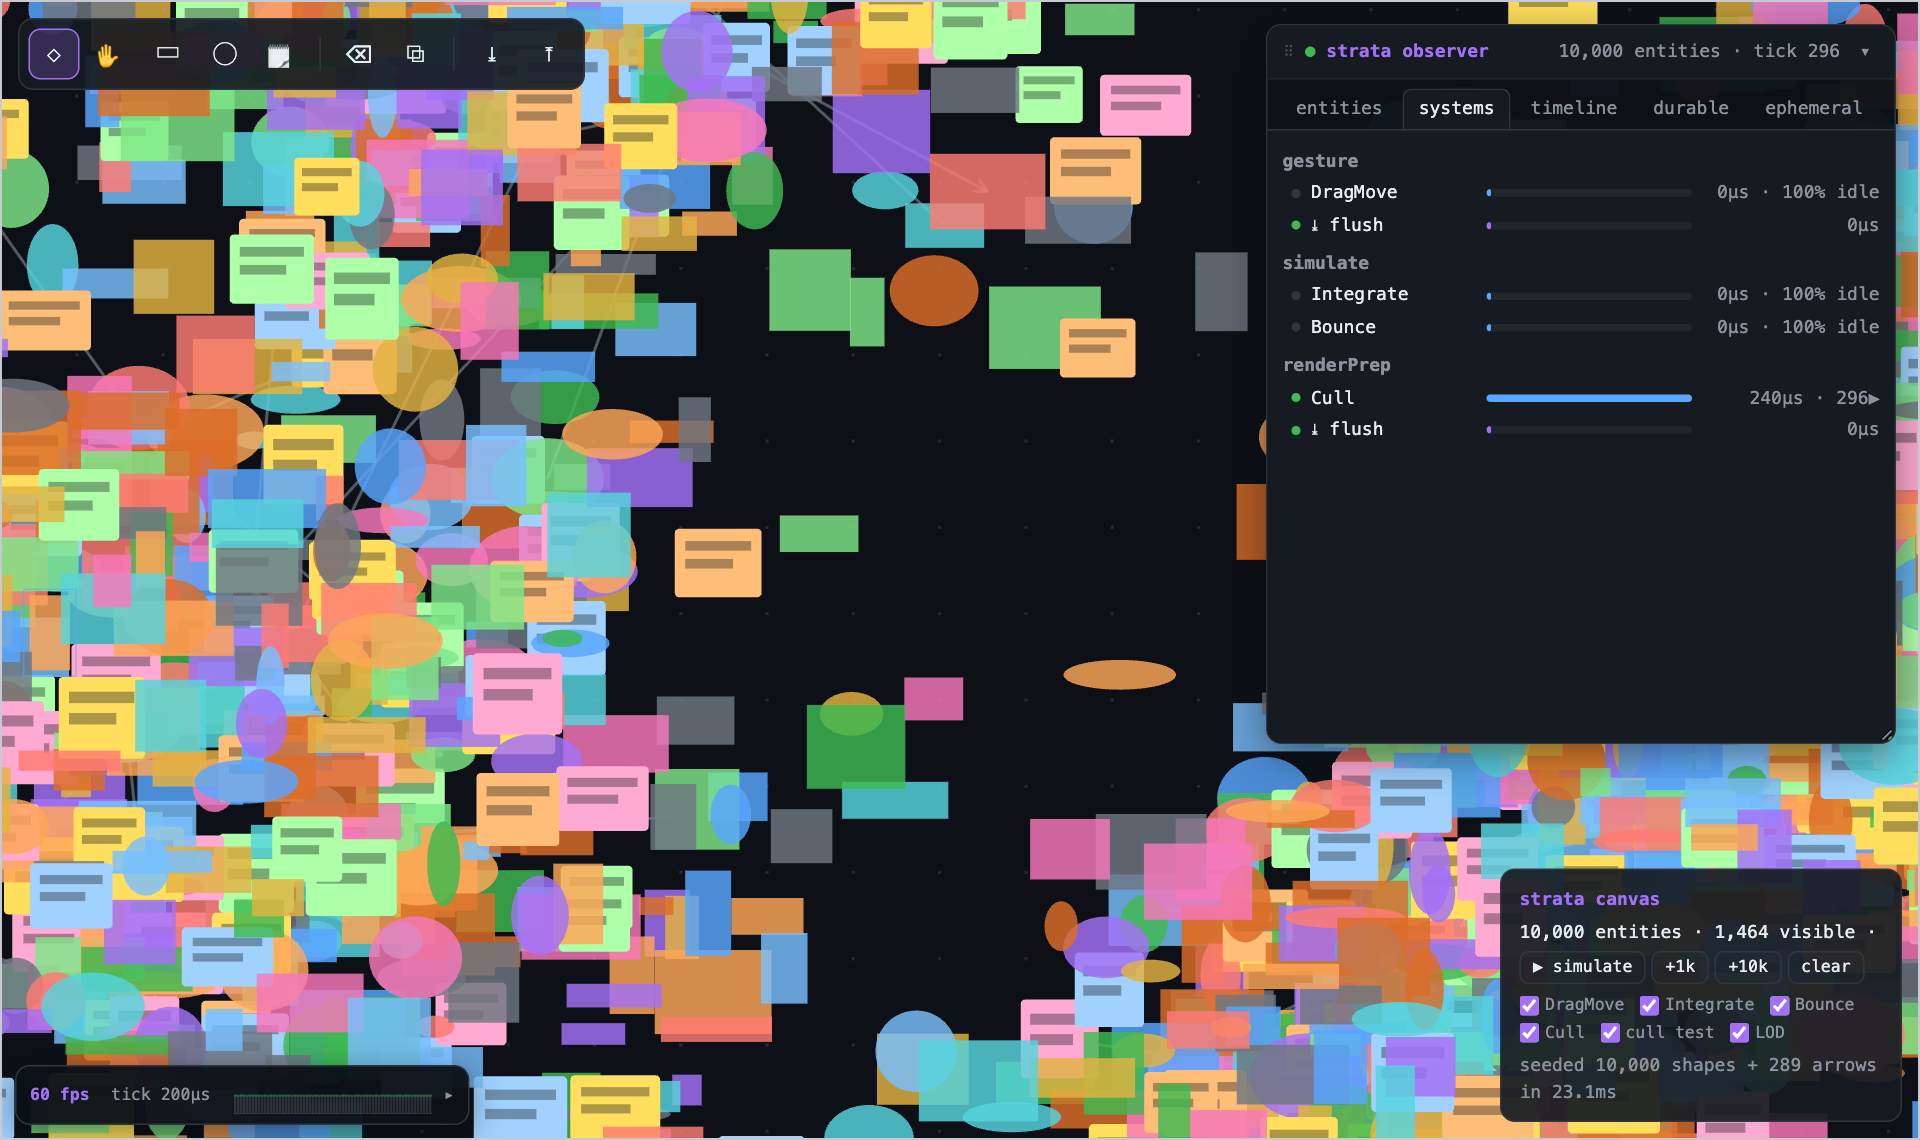 strata observer 10,000 entities · tick 296 ▾
entities systems timeline durable ephemeral
gesture
DragMove 0µs · 100% idle
⤓ flush 0µs
simulate
Integrate 0µs · 100% idle
Bounce 0µs · 100% idle
renderPrep
Cull 240µs · 296▶
⤓ flush 0µs
strata canvas
10,000 entities · 1,464 visible ·
▶ simulate +1k +10k clear
DragMove Integrate Bounce
Cull cull test LOD
seeded 10,000 shapes + 289 arrows
in 23.1ms
60 fps tick 200µs ▸